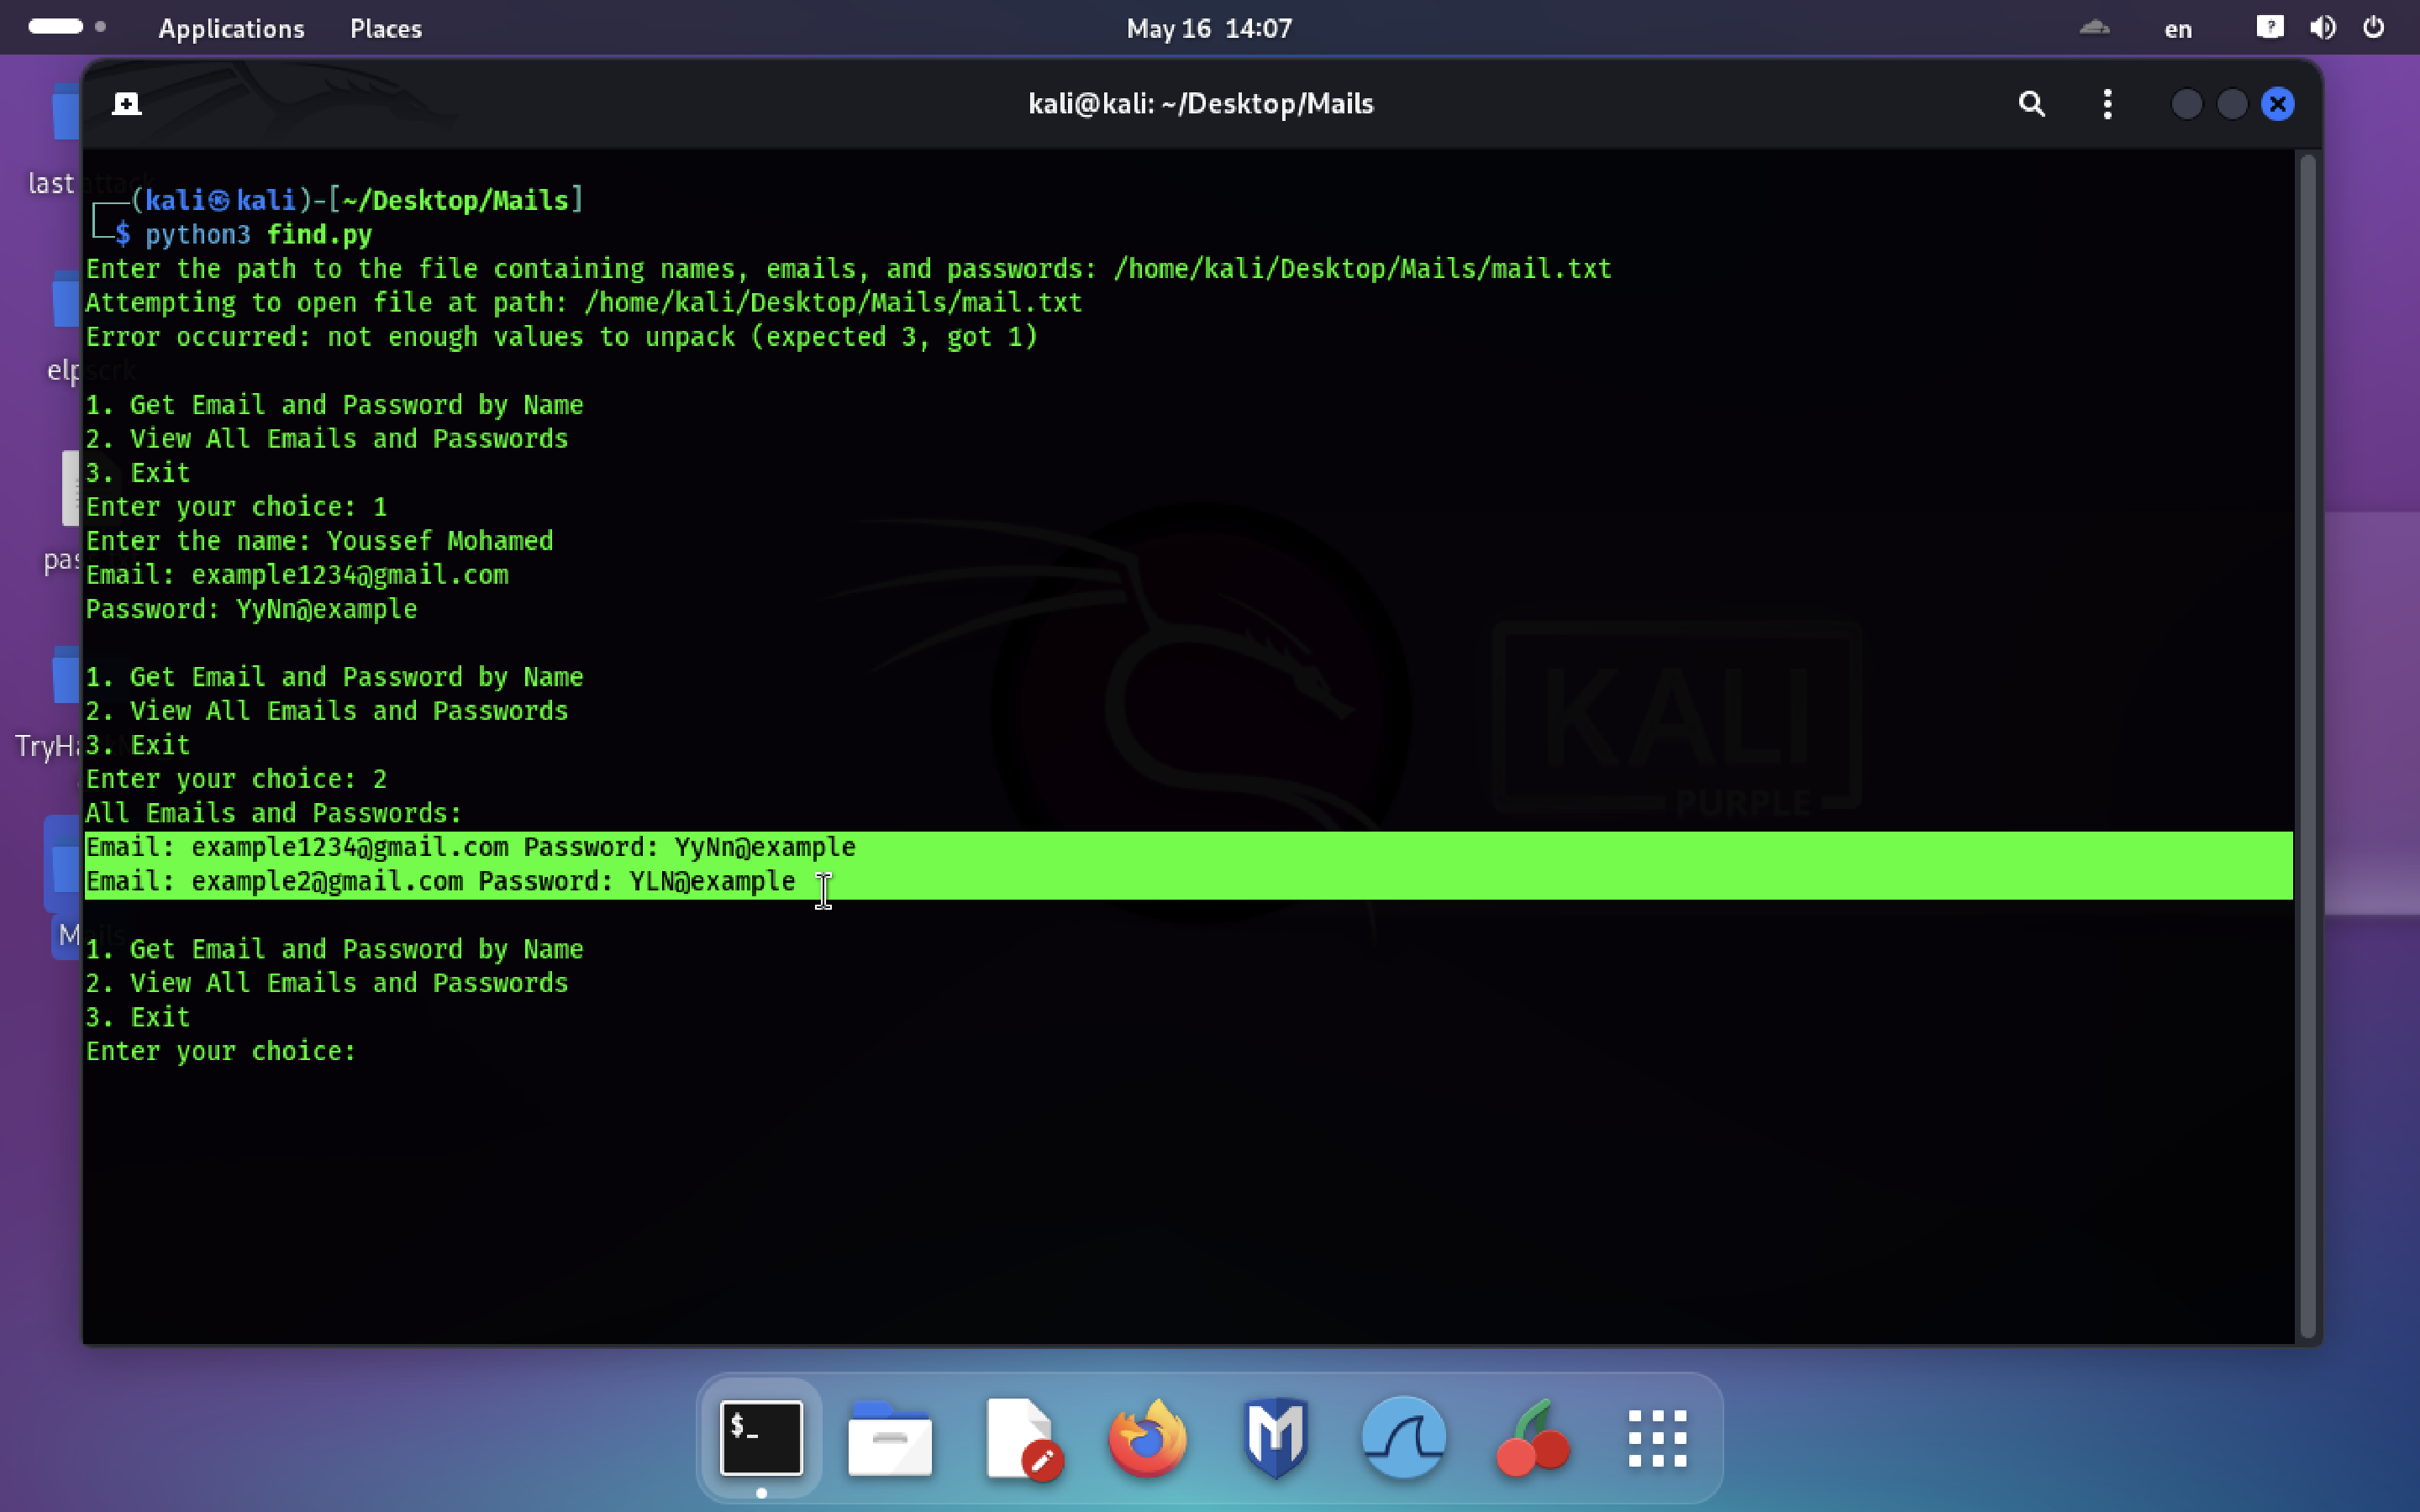 Applications Places May 16 14:07 en
kali@kali: ~/Desktop/Mails
last attack
┌──(kali㉿kali)-[~/Desktop/Mails]
└─$ python3 find.py
Enter the path to the file containing names, emails, and passwords: /home/kali/Desktop/Mails/mail.txt
Attempting to open file at path: /home/kali/Desktop/Mails/mail.txt
Error occurred: not enough values to unpack (expected 3, got 1)
elpscrk
1. Get Email and Password by Name
2. View All Emails and Passwords
3. Exit
Enter your choice: 1
Enter the name: Youssef Mohamed
pas
Email: example1234@gmail.com
Password: YyNn@example
1. Get Email and Password by Name
2. View All Emails and Passwords
TryHa
3. Exit
Enter your choice: 2
All Emails and Passwords:
Email: example1234@gmail.com Password: YyNn@example
Email: example2@gmail.com Password: YLN@example
Mails
1. Get Email and Password by Name
2. View All Emails and Passwords
3. Exit
Enter your choice:
KALI
PURPLE
$_